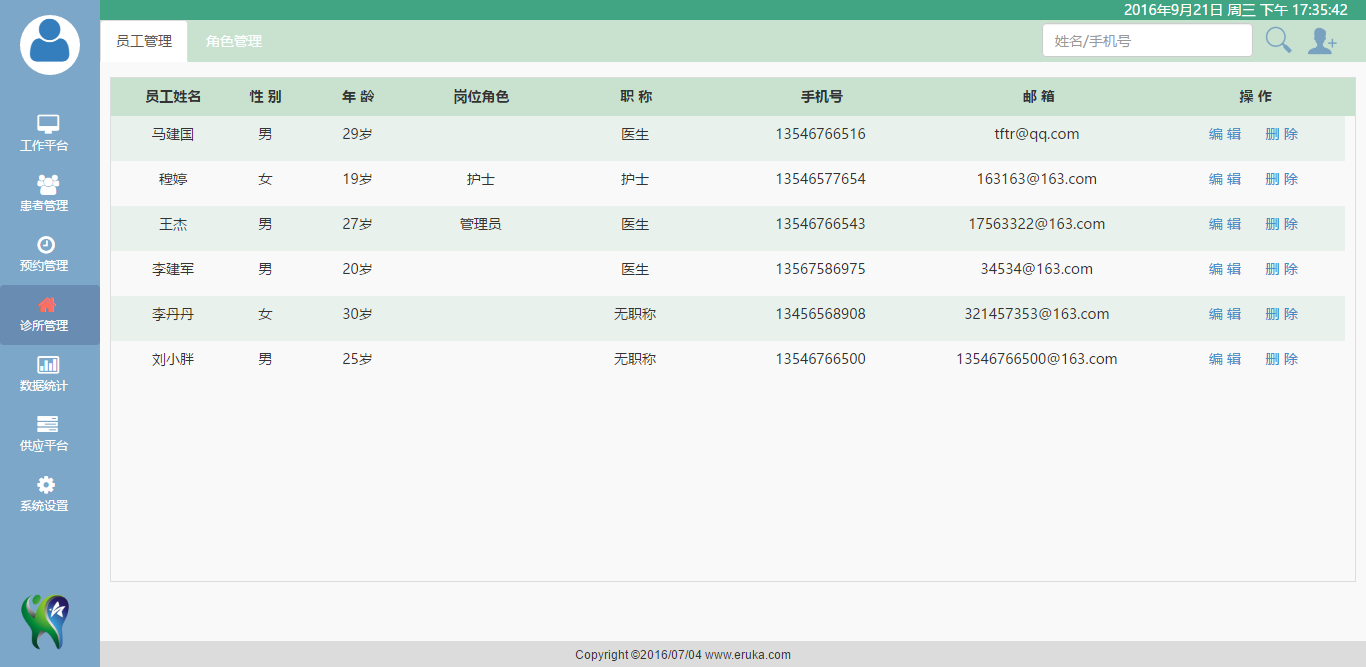 2016年9月21日 周三 下午 17:35:42
员工管理 角色管理 姓名/手机号
工作平台
患者管理
预约管理
诊所管理
数据统计
供应平台
系统设置
员工姓名 性 别 年 龄 岗位角色 职 称 手机号 邮 箱 操 作
马建国 男 29岁 医生 13546766516 tftr@qq.com 编 辑 删 除
穆婷 女 19岁 护士 护士 13546577654 163163@163.com 编 辑 删 除
王杰 男 27岁 管理员 医生 13546766543 17563322@163.com 编 辑 删 除
李建军 男 20岁 医生 13567586975 34534@163.com 编 辑 删 除
李丹丹 女 30岁 无职称 13456568908 321457353@163.com 编 辑 删 除
刘小胖 男 25岁 无职称 13546766500 13546766500@163.com 编 辑 删 除
Copyright ©2016/07/04 www.eruka.com